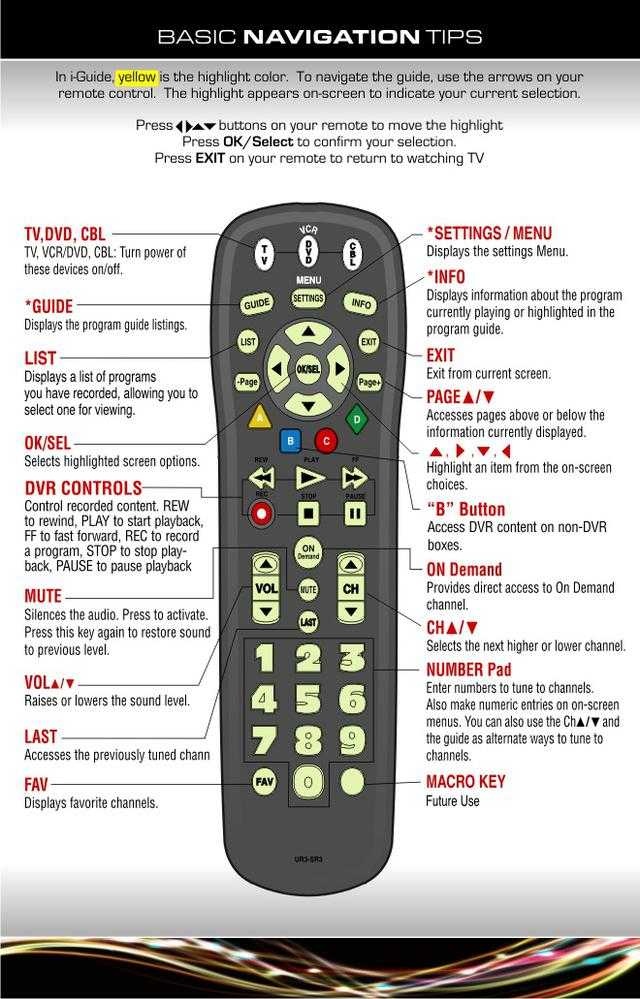 BASIC NAVIGATION TIPS
In i-Guide, yellow is the highlight color. To navigate the guide, use the arrows on your
remote control. The highlight appears on-screen to indicate your current selection.
Press ◀▶▲▼ buttons on your remote to move the highlight
Press OK/Select to confirm your selection.
Press EXIT on your remote to return to watching TV
TV,DVD, CBL
TV, VCR/DVD, CBL: Turn power of
these devices on/off.
*GUIDE
Displays the program guide listings.
LIST
Displays a list of programs
you have recorded, allowing you to
select one for viewing.
OK/SEL
Selects highlighted screen options.
DVR CONTROLS
Control recorded content. REW
to rewind, PLAY to start playback,
FF to fast forward, REC to record
a program, STOP to stop play-
back, PAUSE to pause playback
MUTE
Silences the audio. Press to activate.
Press this key again to restore sound
to previous level.
VOL▲/▼
Raises or lowers the sound level.
LAST
Accesses the previously tuned chann
FAV
Displays favorite channels.
VCR
TV
DVD
CBL
MENU
GUIDE
SETTINGS
INFO
LIST
EXIT
OK/SEL
-Page
Page+
A
D
B
C
REW
PLAY
FF
REC
STOP
PAUSE
ON
Demand
VOL
MUTE
CH
LAST
1 2 3
4 5 6
7 8 9
FAV
0
UR3-SR3
*SETTINGS / MENU
Displays the settings Menu.
*INFO
Displays information about the program
currently playing or highlighted in the
program guide.
EXIT
Exit from current screen.
PAGE▲/▼
Accesses pages above or below the
information currently displayed.
▲, ▶, ▼, ◀
Highlight an item from the on-screen
choices.
“B” Button
Access DVR content on non-DVR
boxes.
ON Demand
Provides direct access to On Demand
channel.
CH▲/▼
Selects the next higher or lower channel.
NUMBER Pad
Enter numbers to tune to channels.
Also make numeric entries on on-screen
menus. You can also use the Ch▲/▼ and
the guide as alternate ways to tune to
channels.
MACRO KEY
Future Use